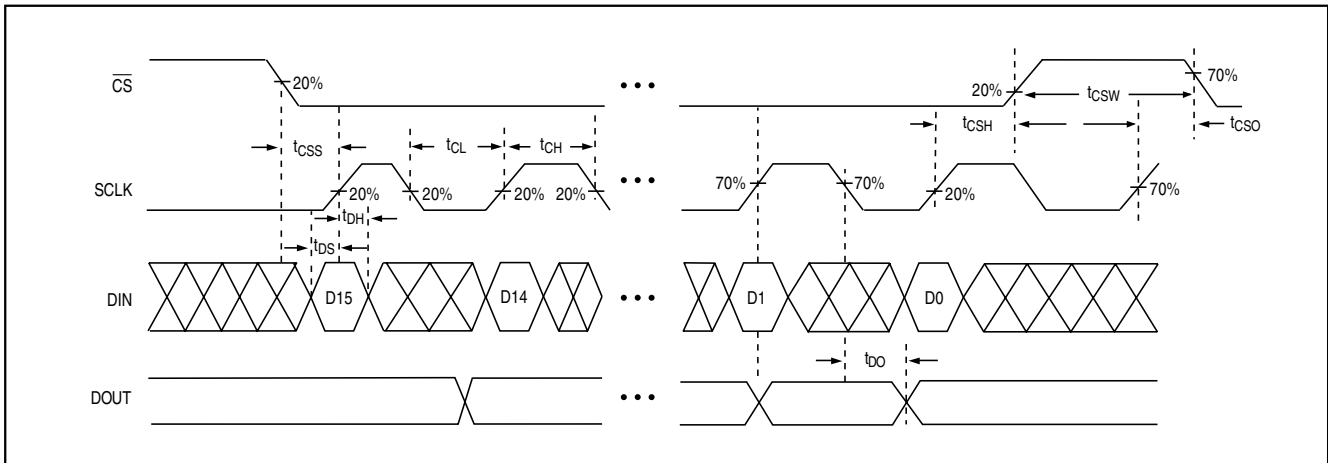 CS
20%
• • •
20%
tCSW
70%
tCSS
tCL
tCH
tCSH
tCSO
SCLK
20%
20%
20%
20%
• • •
70%
70%
20%
70%
tDH
tDS
DIN
D15
D14
• • •
D1
D0
tDO
DOUT
• • •